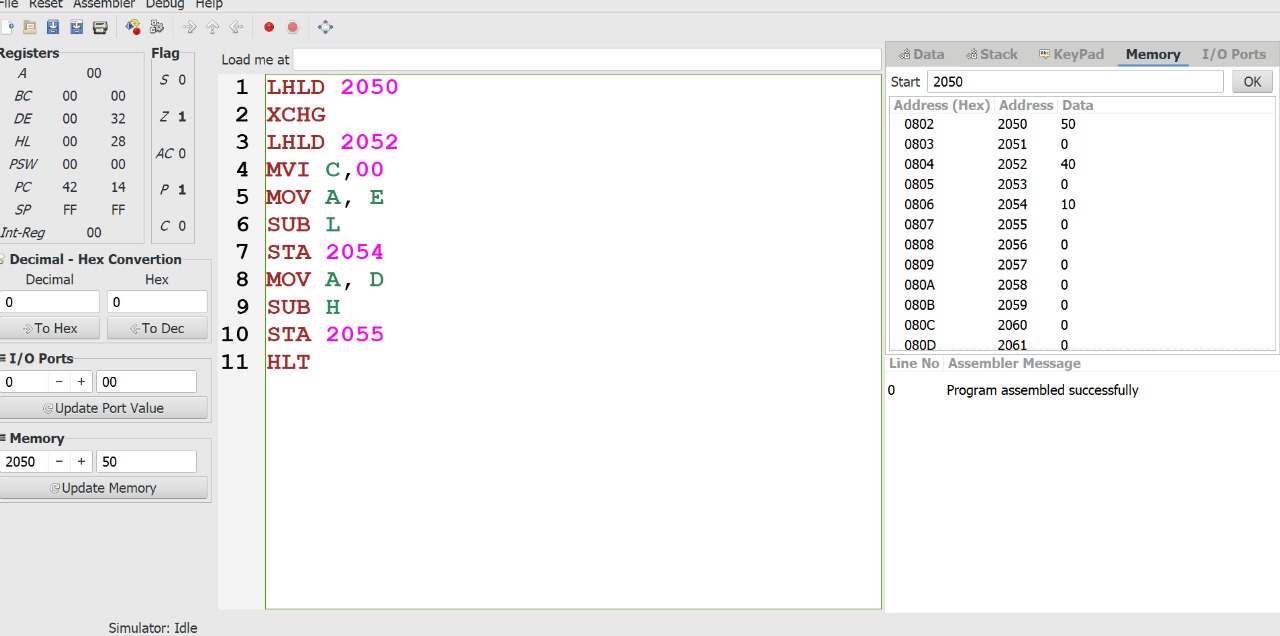 File Reset Assembler Debug Help
Registers
A 00
BC 00 00
DE 00 32
HL 00 28
PSW 00 00
PC 42 14
SP FF FF
Int-Reg 00
Flag
S 0
Z 1
AC 0
P 1
C 0
Decimal - Hex Convertion
Decimal Hex
0 0
To Hex To Dec
I/O Ports
0 − + 00
Update Port Value
Memory
2050 − + 50
Update Memory
Simulator: Idle
Load me at
1 LHLD 2050
2 XCHG
3 LHLD 2052
4 MVI C,00
5 MOV A, E
6 SUB L
7 STA 2054
8 MOV A, D
9 SUB H
10 STA 2055
11 HLT
Data Stack KeyPad Memory I/O Ports
Start 2050 OK
Address (Hex) Address Data
0802 2050 50
0803 2051 0
0804 2052 40
0805 2053 0
0806 2054 10
0807 2055 0
0808 2056 0
0809 2057 0
080A 2058 0
080B 2059 0
080C 2060 0
080D 2061 0
Line No Assembler Message
0 Program assembled successfully